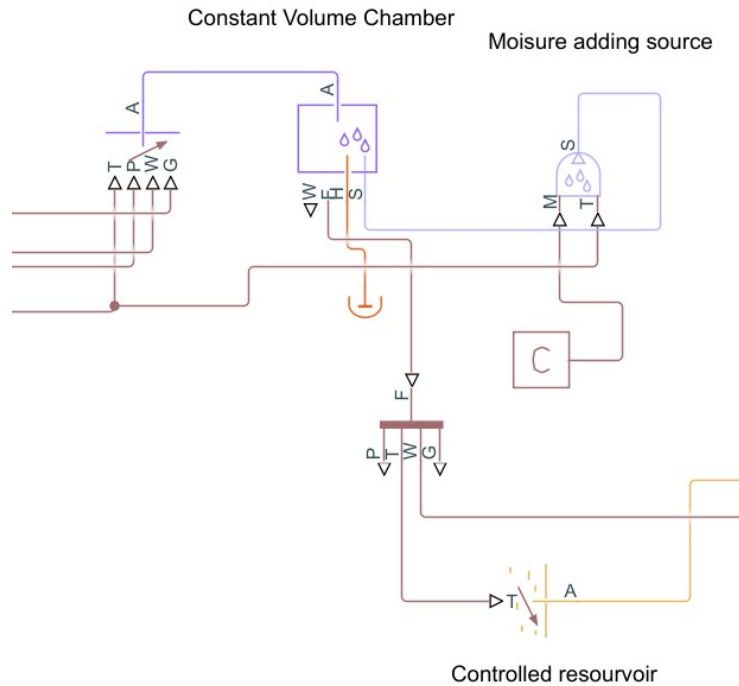 Constant Volume Chamber
Moisure adding source
A
A
S
T P W G
W F H S
M T
C
F
P T W G
T A
Controlled resourvoir